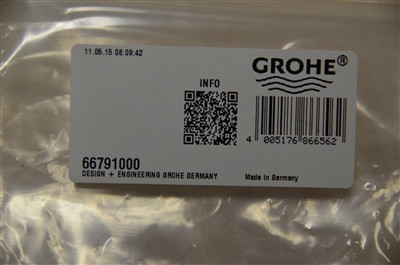 11.05.15 06:09:42
GROHE®
INFO
4 005176 866562
66791000
DESIGN + ENGINEERING GROHE GERMANY
Made in Germany